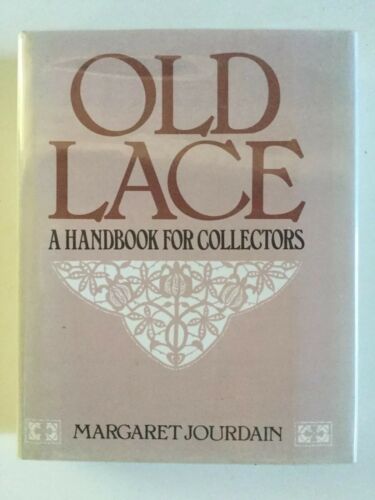 OLD
LACE
A HANDBOOK FOR COLLECTORS
MARGARET JOURDAIN